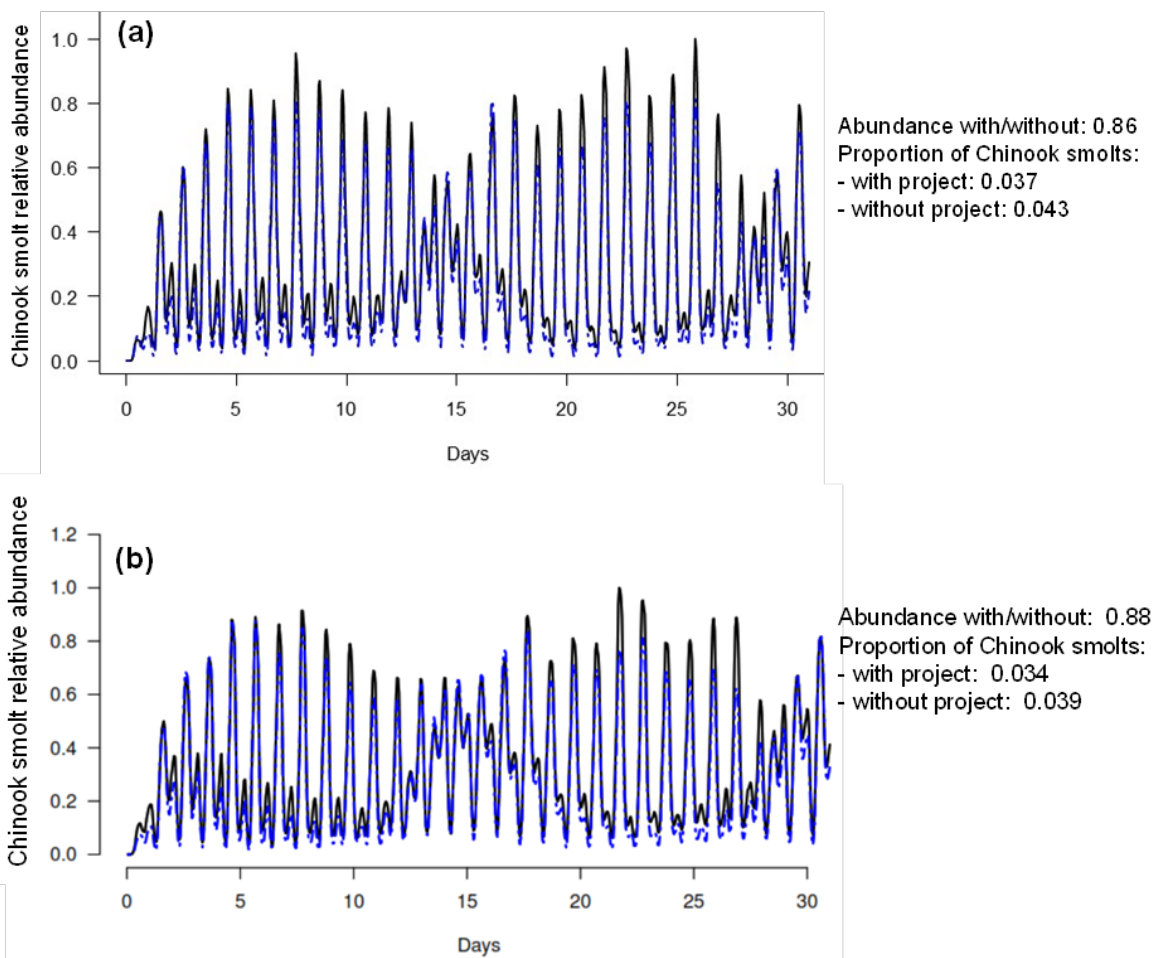 (a)
Chinook smolt relative abundance
1.0
0.8
0.6
0.4
0.2
0.0
0 5 10 15 20 25 30
Days
Abundance with/without: 0.86
Proportion of Chinook smolts:
- with project: 0.037
- without project: 0.043
(b)
Chinook smolt relative abundance
1.2
1.0
0.8
0.6
0.4
0.2
0.0
0 5 10 15 20 25 30
Days
Abundance with/without: 0.88
Proportion of Chinook smolts:
- with project: 0.034
- without project: 0.039